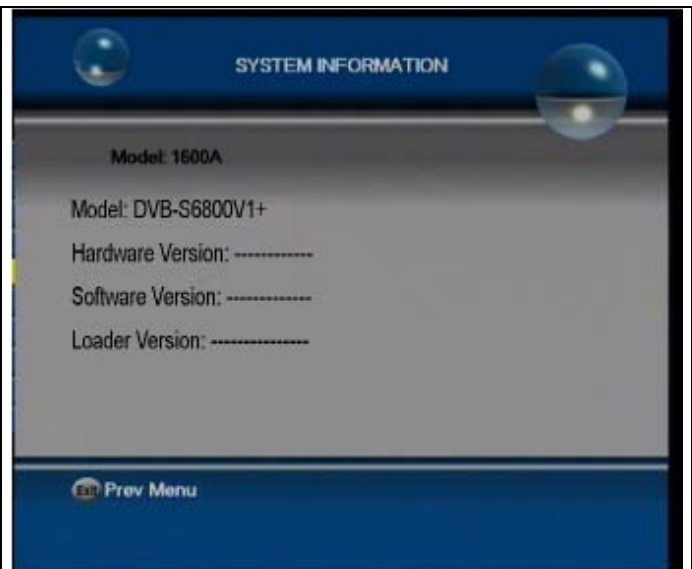 SYSTEM INFORMATION
Model: 1600A
Model: DVB-S6800V1+
Hardware Version: ------------
Software Version: -------------
Loader Version: ---------------
Exit Prev Menu